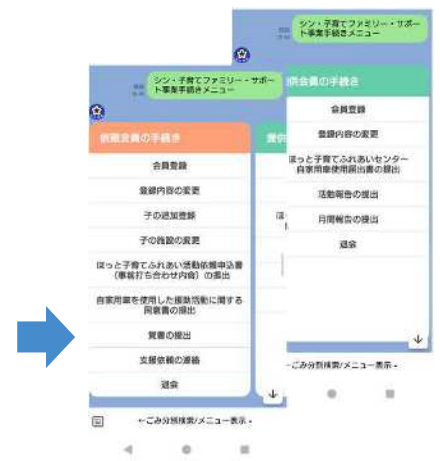 シン・子育てファミリー・サポー
ト事業手続きメニュー
供会員の手続き
会員登録
登録内容の変更
ほっと子育てふれあいセンター
自家用車使用届出書の提出
活動報告の提出
月間報告の提出
退会
シン・子育てファミリー・サポー
ト事業手続きメニュー
依頼会員の手続き
会員登録
登録内容の変更
子の追加登録
子の施設の変更
ほっと子育てふれあい活動依頼申込書
(事前打ち合わせ内容)の提出
自家用車を使用した援助活動に関する
同意書の提出
覚書の提出
支援依頼の連絡
退会
提供
ごみ分別検索/メニュー表示
ごみ分別検索/メニュー表示